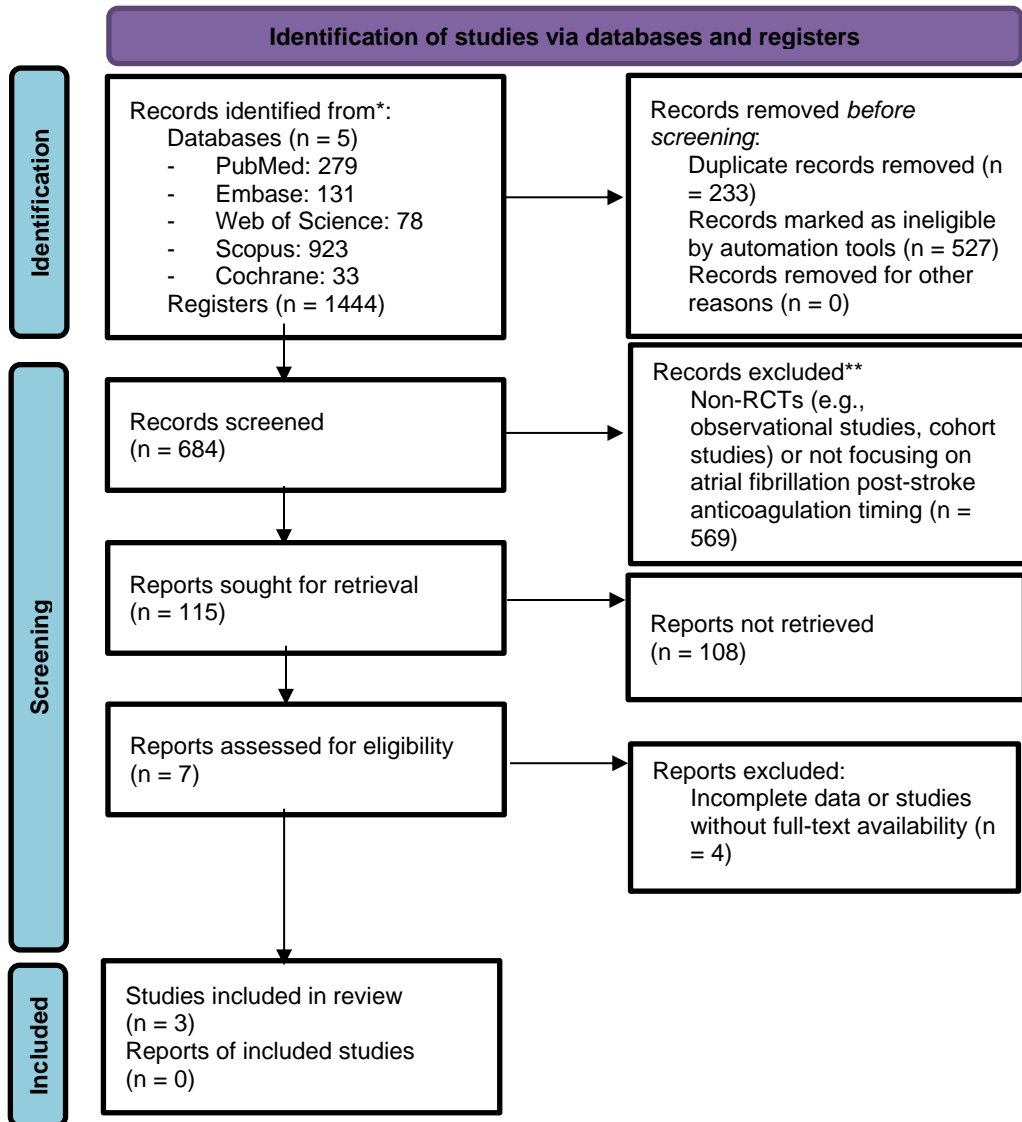 Identification of studies via databases and registers
Identification
Records identified from*:
Databases (n = 5)
- PubMed: 279
- Embase: 131
- Web of Science: 78
- Scopus: 923
- Cochrane: 33
Registers (n = 1444)
Records removed before
screening:
Duplicate records removed (n
= 233)
Records marked as ineligible
by automation tools (n = 527)
Records removed for other
reasons (n = 0)
Screening
Records screened
(n = 684)
Records excluded**
Non-RCTs (e.g.,
observational studies, cohort
studies) or not focusing on
atrial fibrillation post-stroke
anticoagulation timing (n =
569)
Reports sought for retrieval
(n = 115)
Reports not retrieved
(n = 108)
Reports assessed for eligibility
(n = 7)
Reports excluded:
Incomplete data or studies
without full-text availability (n
= 4)
Included
Studies included in review
(n = 3)
Reports of included studies
(n = 0)